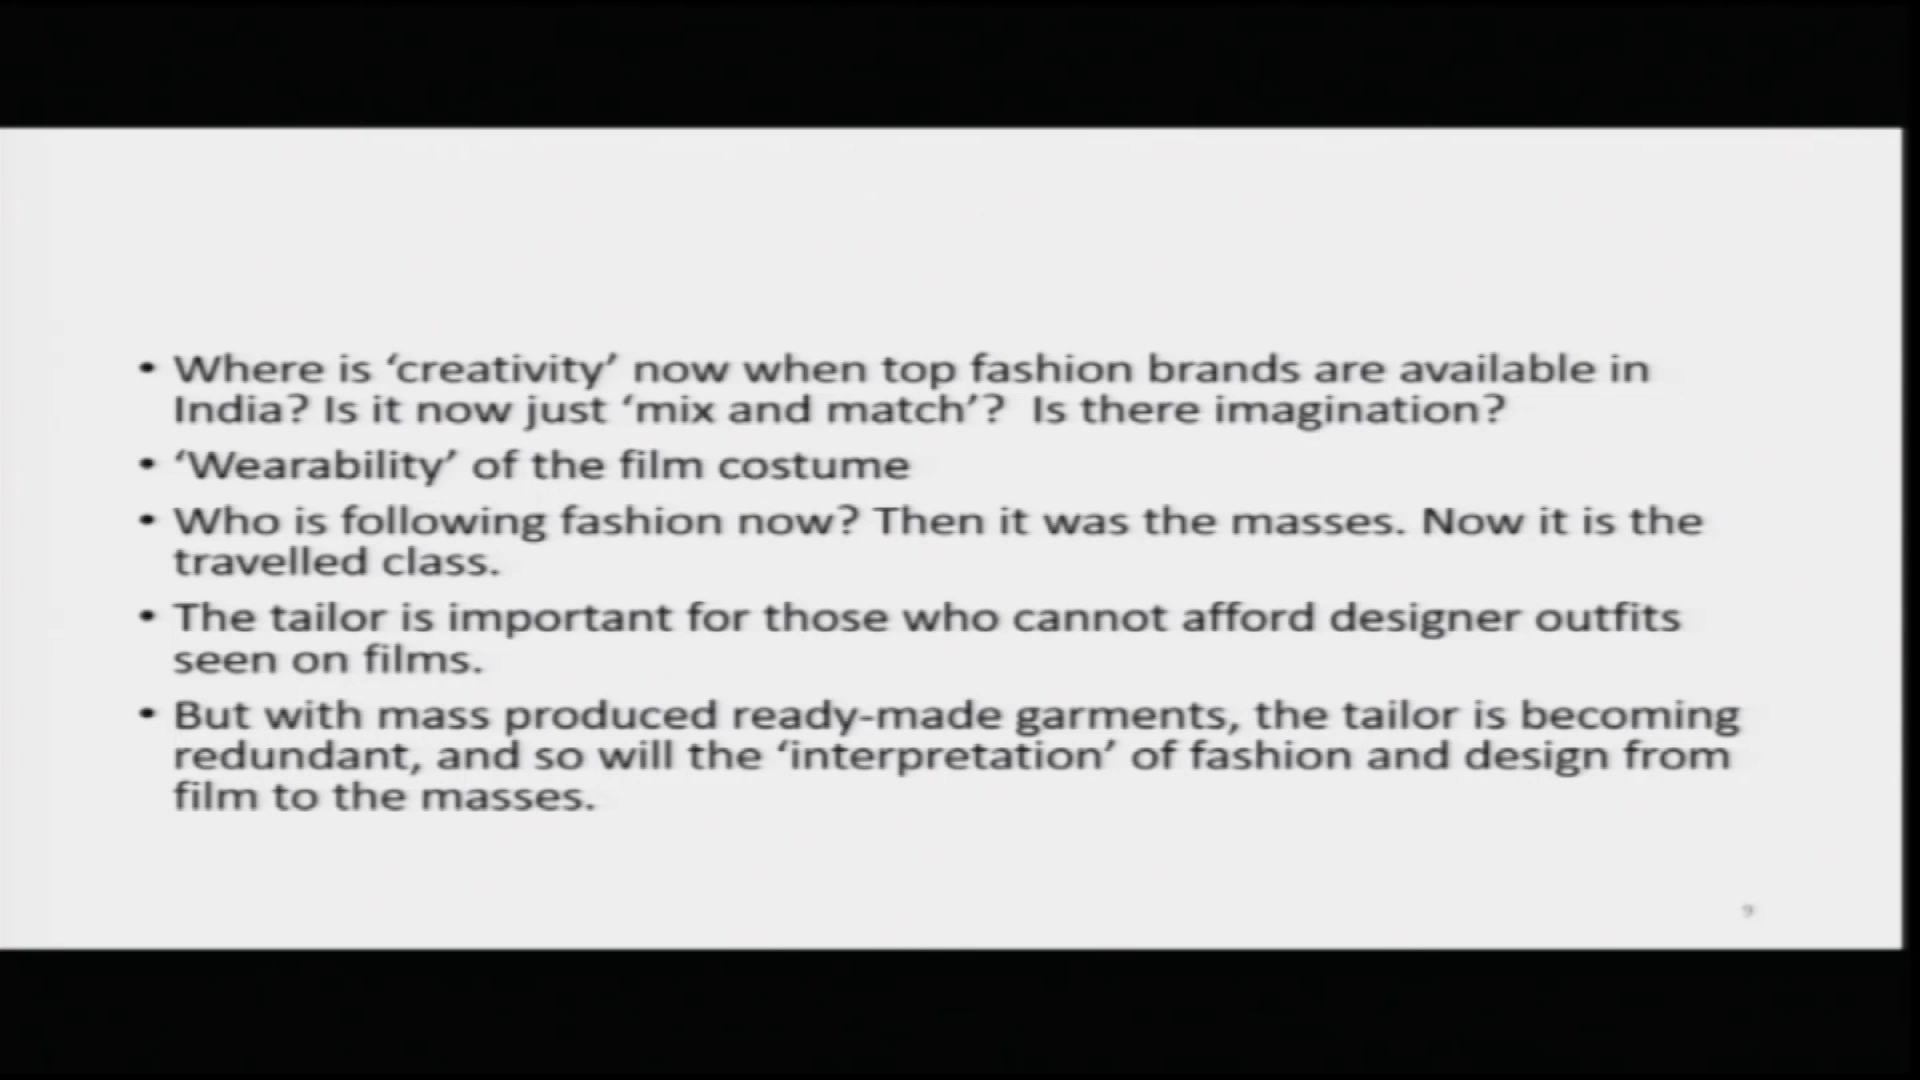 • Where is ‘creativity’ now when top fashion brands are available in
India? Is it now just ‘mix and match’?  Is there imagination?
• ‘Wearability’ of the film costume
• Who is following fashion now? Then it was the masses. Now it is the
travelled class.
• The tailor is important for those who cannot afford designer outfits
seen on films.
• But with mass produced ready-made garments, the tailor is becoming
redundant, and so will the ‘interpretation’ of fashion and design from
film to the masses.